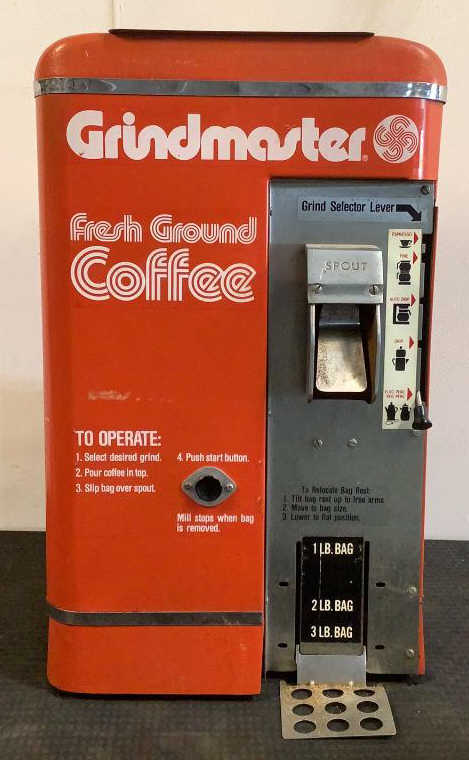 Grindmaster®
Fresh Ground
Coffee
Grind Selector Lever
ESPRESSO
FINE
SPOUT
AUTO DRIP
DRIP
TO OPERATE:
1. Select desired grind.
2. Pour coffee in top.
3. Slip bag over spout.
4. Push start button.
Mill stops when bag
is removed.
To Relocate Bag Rest:
1. Tilt bag rest up to free arms.
2. Move to bag size.
3. Lower to flat position.
1 LB. BAG
2 LB. BAG
3 LB. BAG